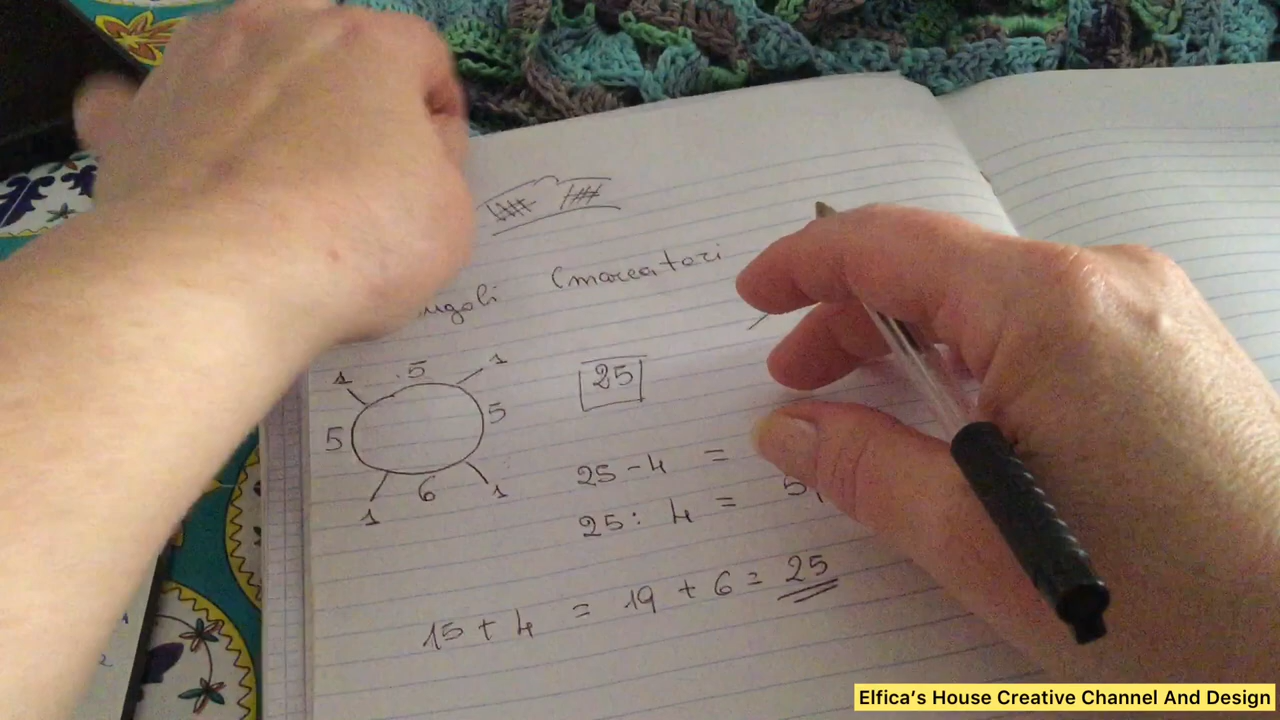 (marcatori
1 5 1
5 5
1 6 1
25
25 - 4 =
25 : 4 =
15 + 4 = 19 + 6 = 25
Elfica's House Creative Channel And Design